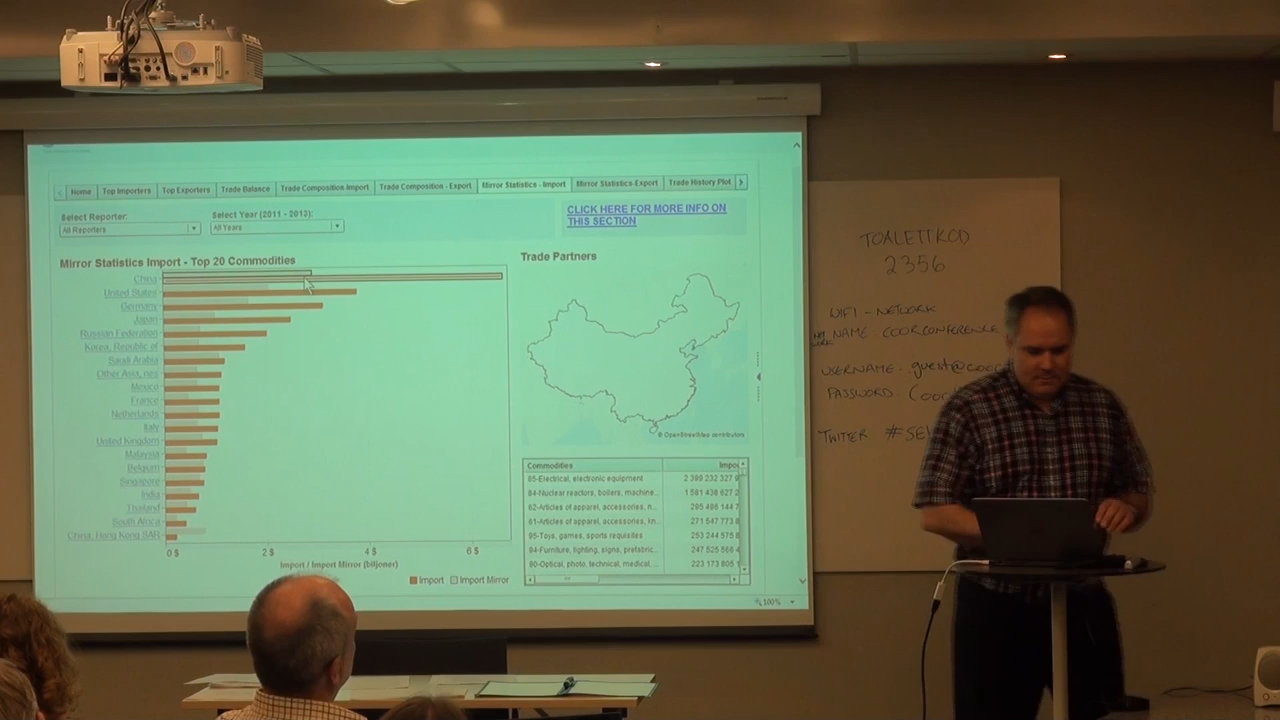 Home
Top Importers
Top Exporters
Trade Balance
Trade Composition-Import
Trade Composition - Export
Mirror Statistics - Import
Mirror Statistics-Export
Trade History Plot
Select Reporter:
All Reporters
Select Year (2011 - 2013):
All Years
CLICK HERE FOR MORE INFO ON
THIS SECTION
Mirror Statistics Import - Top 20 Commodities
China
United States
Germany
Japan
Russian Federation
Korea, Republic of
Saudi Arabia
Other Asia, nes
Mexico
France
Netherlands
Italy
United Kingdom
Malaysia
Belgium
Singapore
India
Thailand
South Africa
China, Hong Kong SAR
0 $ 2 $ 4 $ 6 $
Import / Import Mirror (biljoner)
Import Import Mirror
Trade Partners
© OpenStreetMap contributors
Commodities Impo
85-Electrical, electronic equipment 2 399 232 327
84-Nuclear reactors, boilers, machine... 1 581 438 627 2
62-Articles of apparel, accessories, n... 295 496 144
61-Articles of apparel, accessories, kn... 271 547 773 8
95-Toys, games, sports requisites 253 244 575 8
94-Furniture, lighting, signs, prefabric... 247 525 566 4
90-Optical, photo, technical, medical, ... 223 173 805 1
100%
TOALETTKOD
2356
WIFI - NETWORK
NAME COORCONFERENCE
USERNAME. guest@coor
PASSWORD. Coor
TWITTER #SE